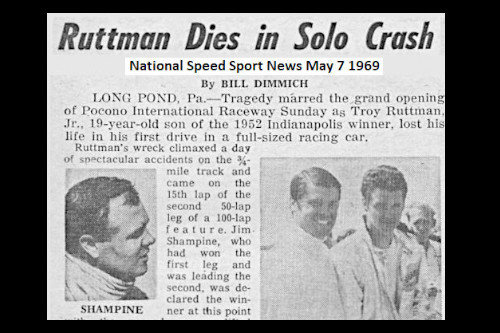 Ruttman Dies in Solo Crash
National Speed Sport News May 7 1969
By BILL DIMMICH
LONG POND, Pa.—Tragedy marred the grand opening
of Pocono International Raceway Sunday as Troy Ruttman,
Jr., 19-year-old son of the 1952 Indianapolis winner, lost his
life in his first drive in a full-sized racing car.
Ruttman's wreck climaxed a day
of spectacular accidents on the ¾-
mile track and
came on the
15th lap of the
second 50-lap
leg of a 100-lap
feature. Jim
Shampine, who
had won the
first leg and
was leading the
second, was de-
clared the win-
ner at this point
SHAMPINE